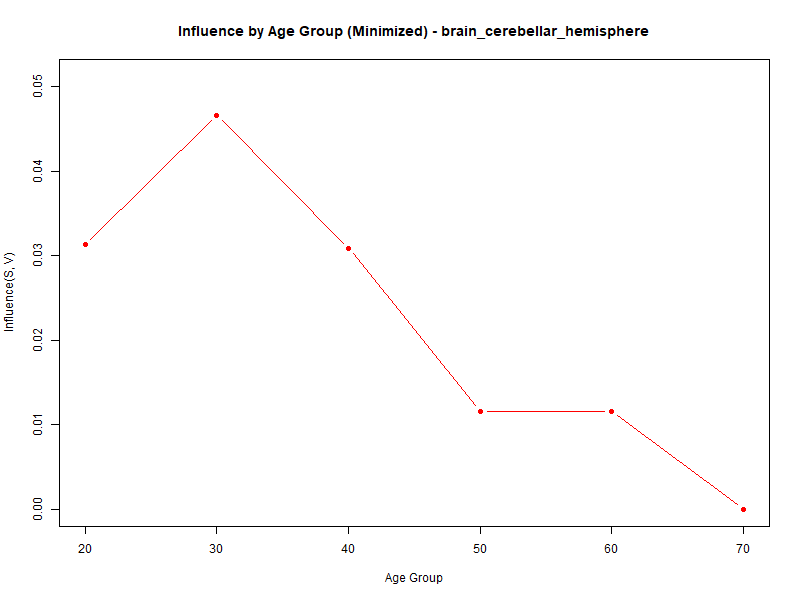 Influence by Age Group (Minimized) - brain_cerebellar_hemisphere
Influence(S, V)
0.05
0.04
0.03
0.02
0.01
0.00
20 30 40 50 60 70
Age Group